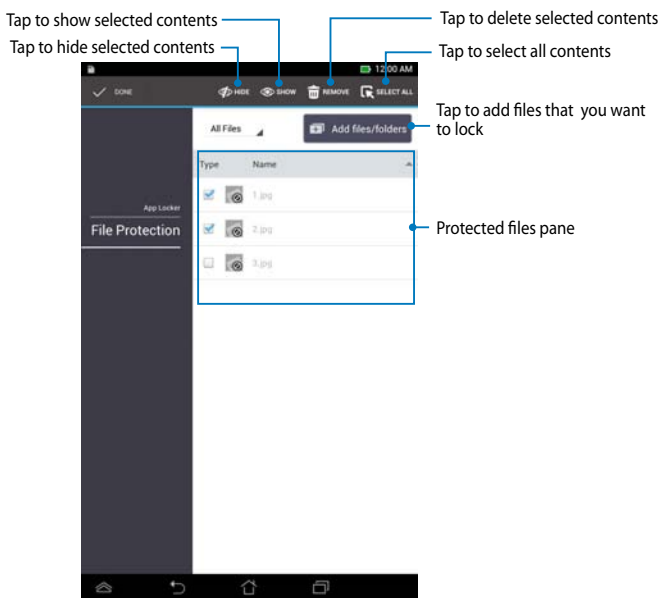 Tap to show selected contents
Tap to delete selected contents
Tap to hide selected contents
Tap to select all contents
12:00 AM
DONE
HIDE
SHOW
REMOVE
SELECT ALL
All Files
Add files/folders
Tap to add files that you want
to lock
Type
Name
1.jpg
App Locker
File Protection
2.jpg
Protected files pane
3.jpg